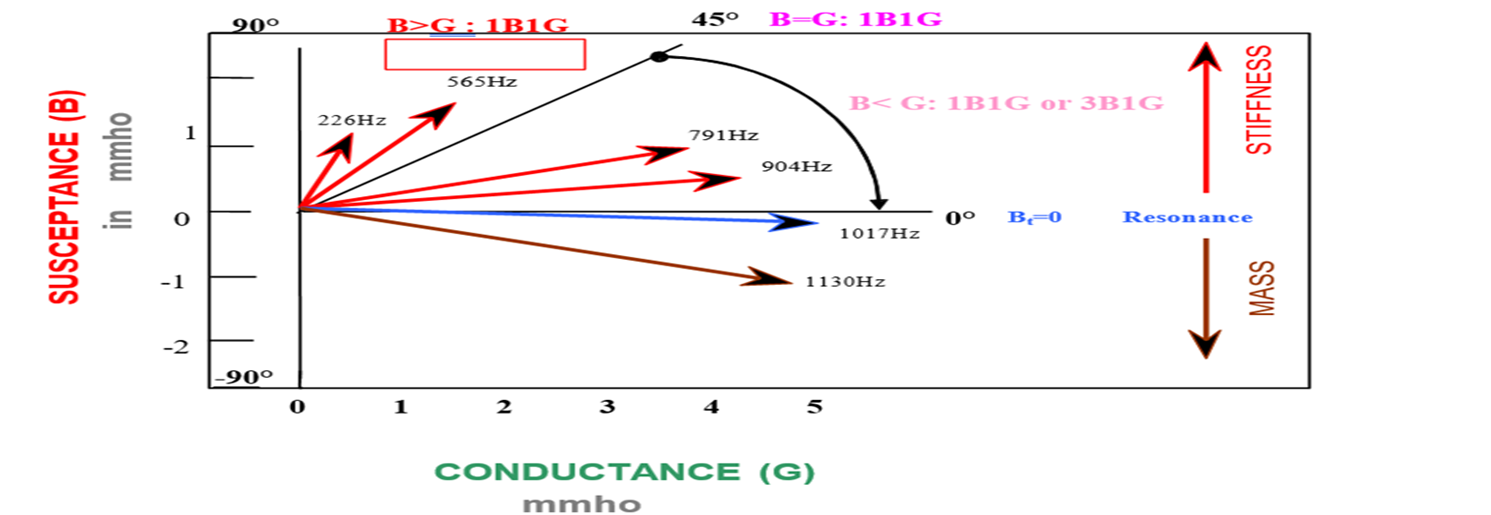 90°
B>G : 1B1G
45°
B=G: 1B1G
565Hz
226Hz
B< G: 1B1G or 3B1G
791Hz
904Hz
STIFFNESS
SUSCEPTANCE (B)
in mmho
1
0
-1
-2
-90°
0°
Bt=0
Resonance
1017Hz
1130Hz
MASS
0 1 2 3 4 5
CONDUCTANCE (G)
mmho